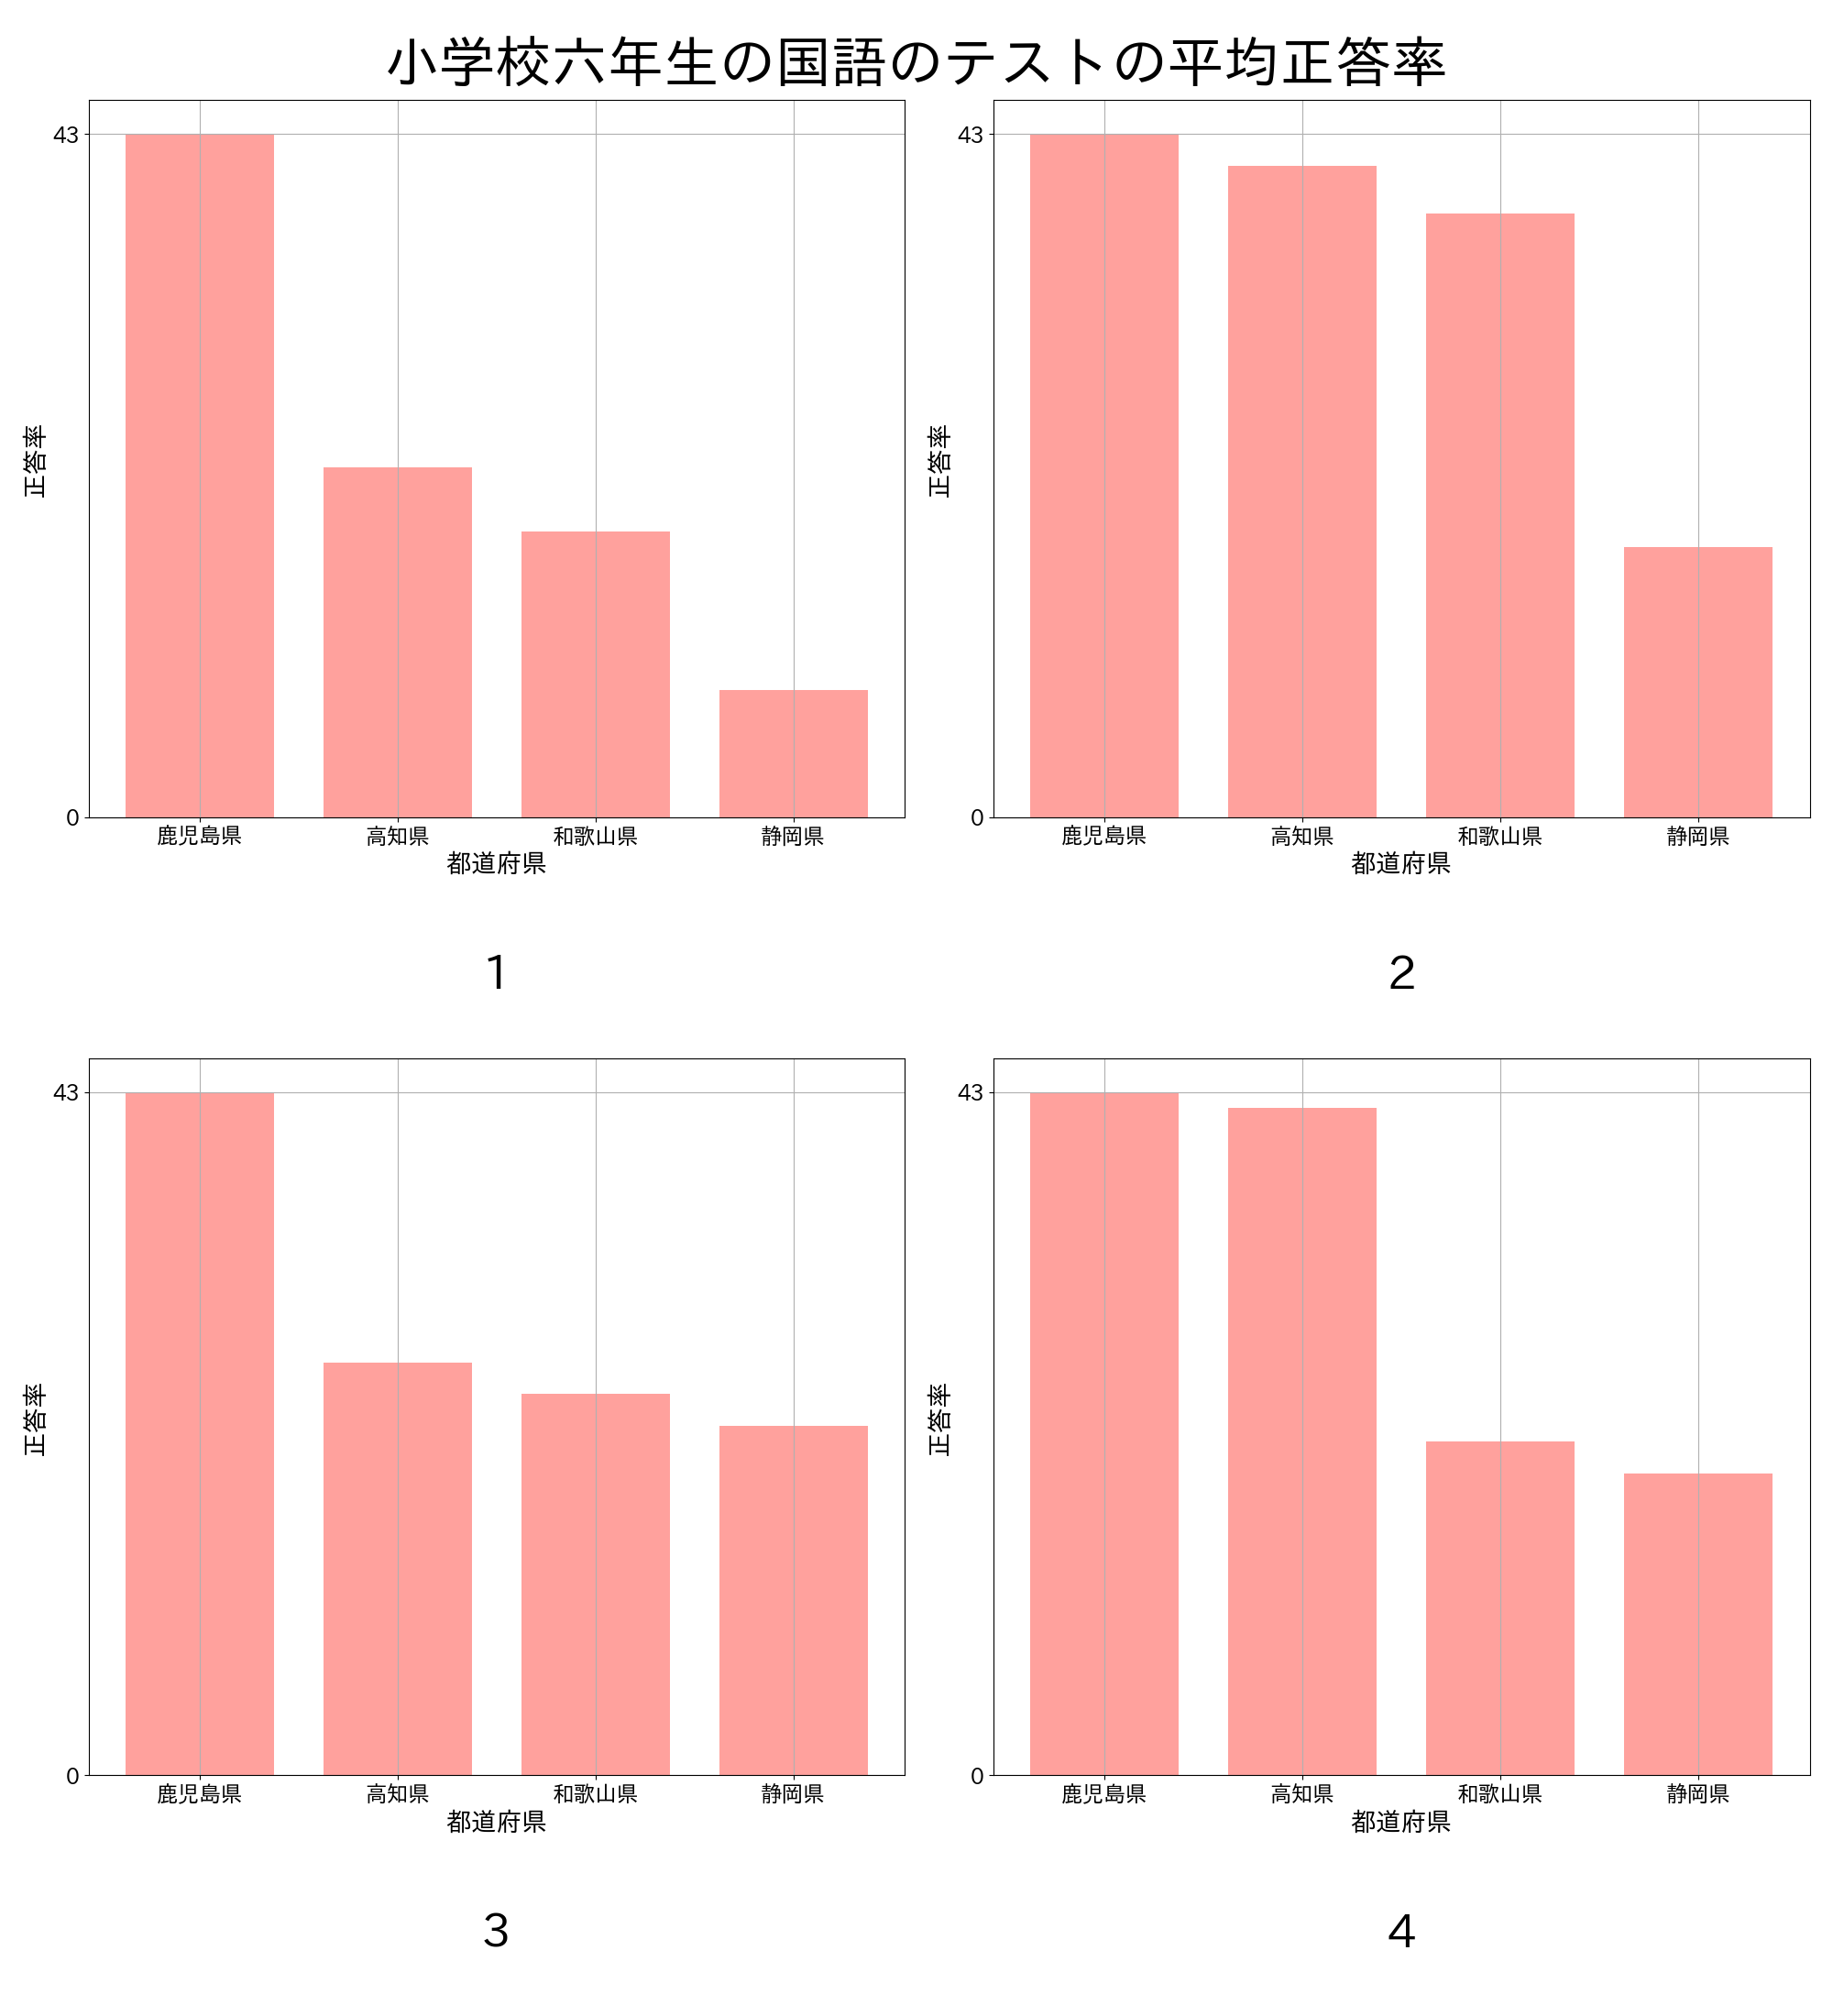 小学校六年生の国語のテストの平均正答率
43
正答率
0
鹿児島県 高知県 和歌山県 静岡県
都道府県
1
43
正答率
0
鹿児島県 高知県 和歌山県 静岡県
都道府県
2
43
正答率
0
鹿児島県 高知県 和歌山県 静岡県
都道府県
3
43
正答率
0
鹿児島県 高知県 和歌山県 静岡県
都道府県
4